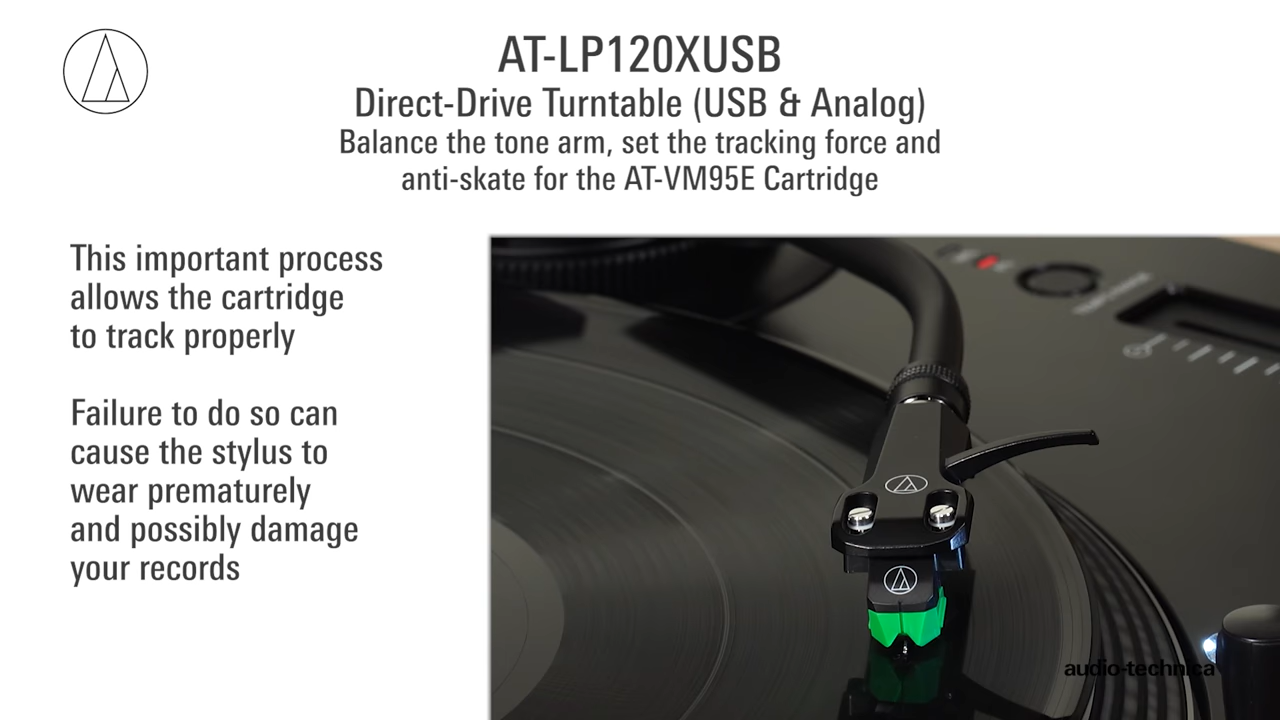 AT-LP120XUSB
Direct-Drive Turntable (USB & Analog)
Balance the tone arm, set the tracking force and
anti-skate for the AT-VM95E Cartridge
This important process
allows the cartridge
to track properly
Failure to do so can
cause the stylus to
wear prematurely
and possibly damage
your records
audio-technica